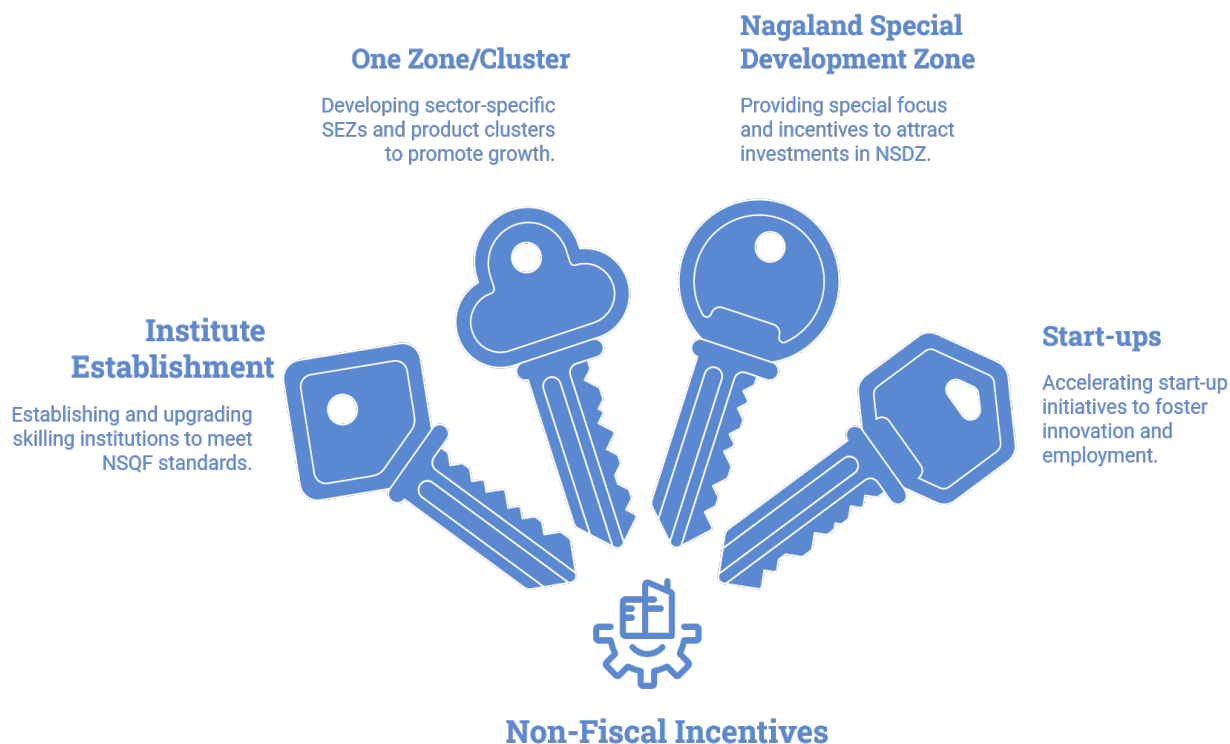 One Zone/Cluster
Developing sector-specific
SEZs and product clusters
to promote growth.
Nagaland Special
Development Zone
Providing special focus
and incentives to attract
investments in NSDZ.
Institute
Establishment
Establishing and upgrading
skilling institutions to meet
NSQF standards.
Start-ups
Accelerating start-up
initiatives to foster
innovation and
employment.
Non-Fiscal Incentives